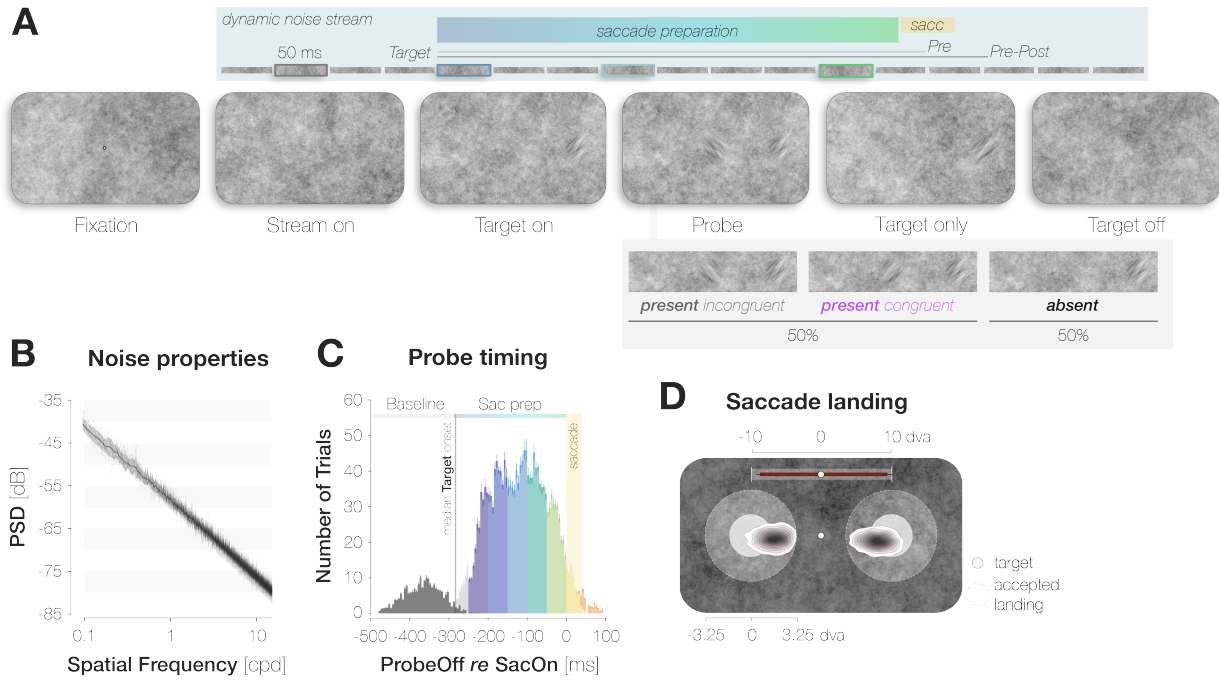 A
dynamic noise stream
saccade preparation
sacc
50 ms
Target
Pre
Pre-Post
Fixation
Stream on
Target on
Probe
Target only
Target off
present incongruent
present congruent
absent
50%
50%
B
Noise properties
-35
-45
-55
-65
-75
-85
PSD [dB]
0.1
1
10
Spatial Frequency [cpd]
C
Probe timing
60
50
40
30
20
10
0
Number of Trials
Baseline
Sac prep
median Target onset
saccade
-500
-400
-300
-200
-100
0
100
ProbeOff re SacOn [ms]
D
Saccade landing
-10
0
10 dva
target
accepted
landing
-3.25
0
3.25 dva